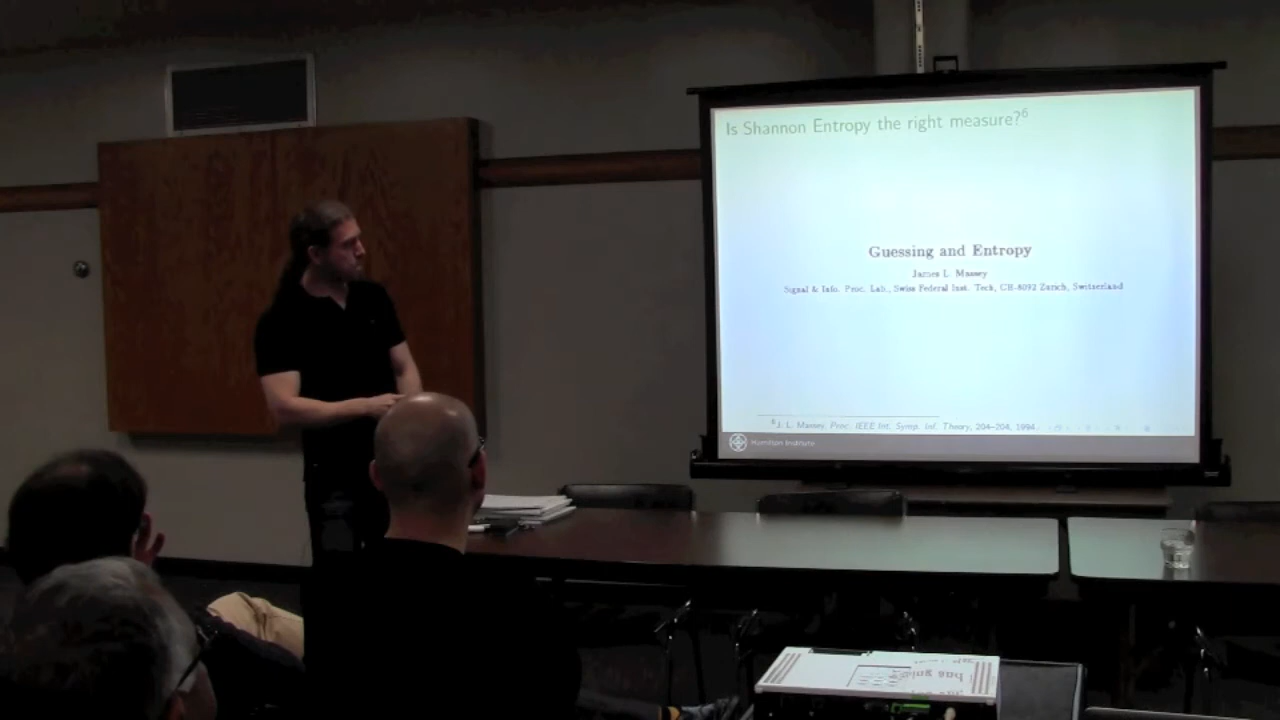 Is Shannon Entropy the right measure?⁶
Guessing and Entropy
James L. Massey
Signal & Info. Proc. Lab., Swiss Federal Inst. Tech, CH-8092 Zurich, Switzerland
⁶J. L. Massey, Proc. IEEE Int. Symp. Inf. Theory, 204–204, 1994
Hamilton Institute